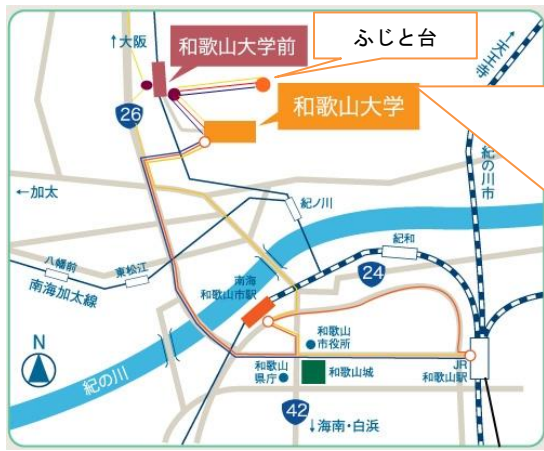 ↑大阪
和歌山大学前
ふじと台
↑天王寺
26
和歌山大学
紀の川市
←加太
紀ノ川
八幡前
東松江
紀和
南海加太線
24
南海
和歌山市駅
和歌山
市役所
N
JR
和歌山駅
和歌山
県庁
和歌山城
紀の川
42
↓海南・白浜